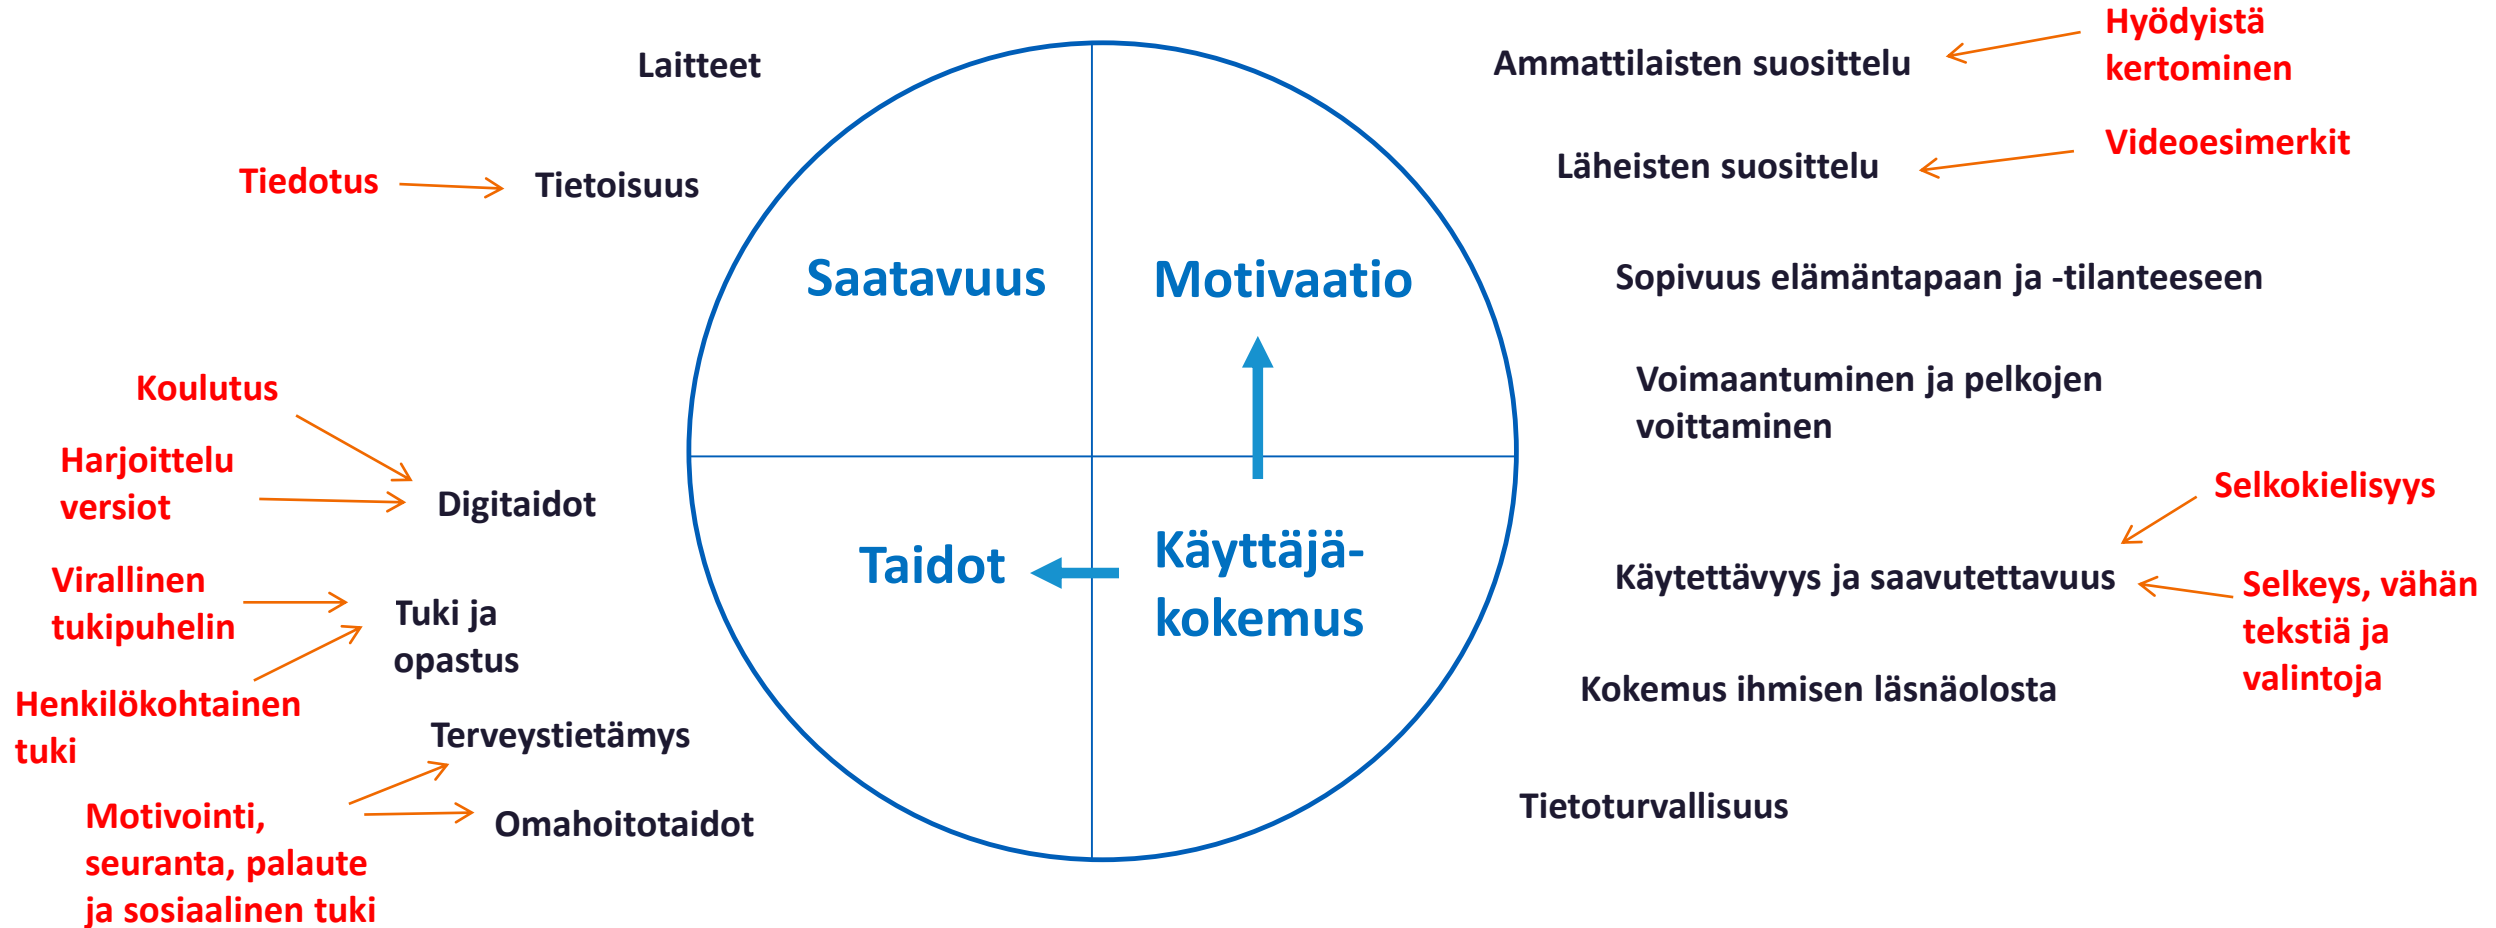 Laitteet
Tiedotus
Tietoisuus
Saatavuus
Motivaatio
Ammattilaisten suosittelu
Hyödyistä
kertominen
Läheisten suosittelu
Videoesimerkit
Sopivuus elämäntapaan ja -tilanteeseen
Voimaantuminen ja pelkojen
voittaminen
Koulutus
Harjoittelu
versiot
Digitaidot
Virallinen
tukipuhelin
Tuki ja
opastus
Henkilökohtainen
tuki
Terveystietämys
Motivointi,
seuranta, palaute
ja sosiaalinen tuki
Omahoitotaidot
Taidot
Käyttäjä-
kokemus
Selkokielisyys
Käytettävyys ja saavutettavuus
Selkeys, vähän
tekstiä ja
valintoja
Kokemus ihmisen läsnäolosta
Tietoturvallisuus